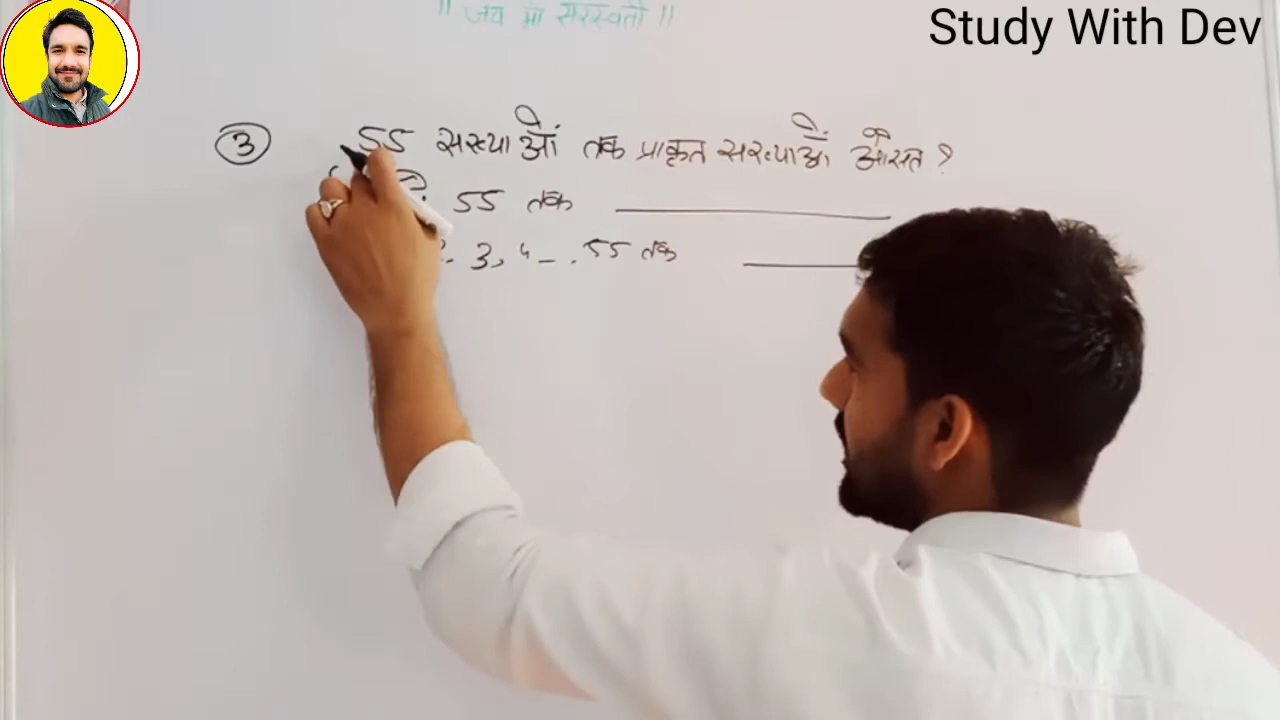 Study With Dev
|| जय माँ सरस्वती ||
3 55 संख्याओं तक प्राकृत संख्याओं औसत ?
55 तक
3, 4 - . 55 तक